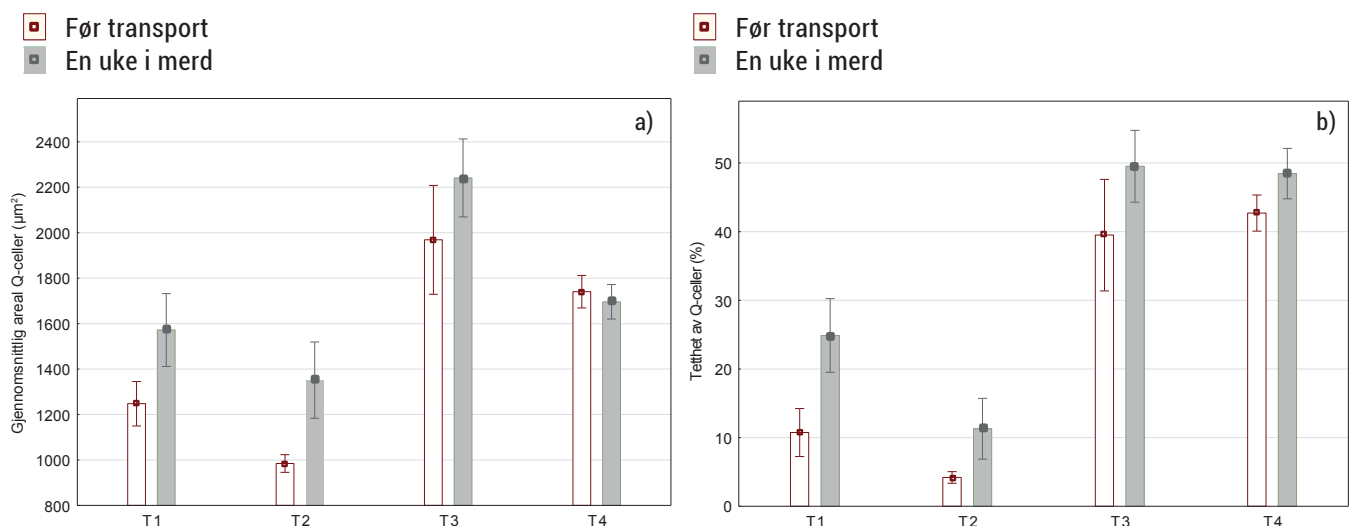 Før transport
En uke i merd
a)
Gjennomsnittlig areal Q-celler (µm²)
2400
2200
2000
1800
1600
1400
1200
1000
800
T1 T2 T3 T4
Før transport
En uke i merd
b)
Tetthet av Q-celler (%)
50
40
30
20
10
0
T1 T2 T3 T4